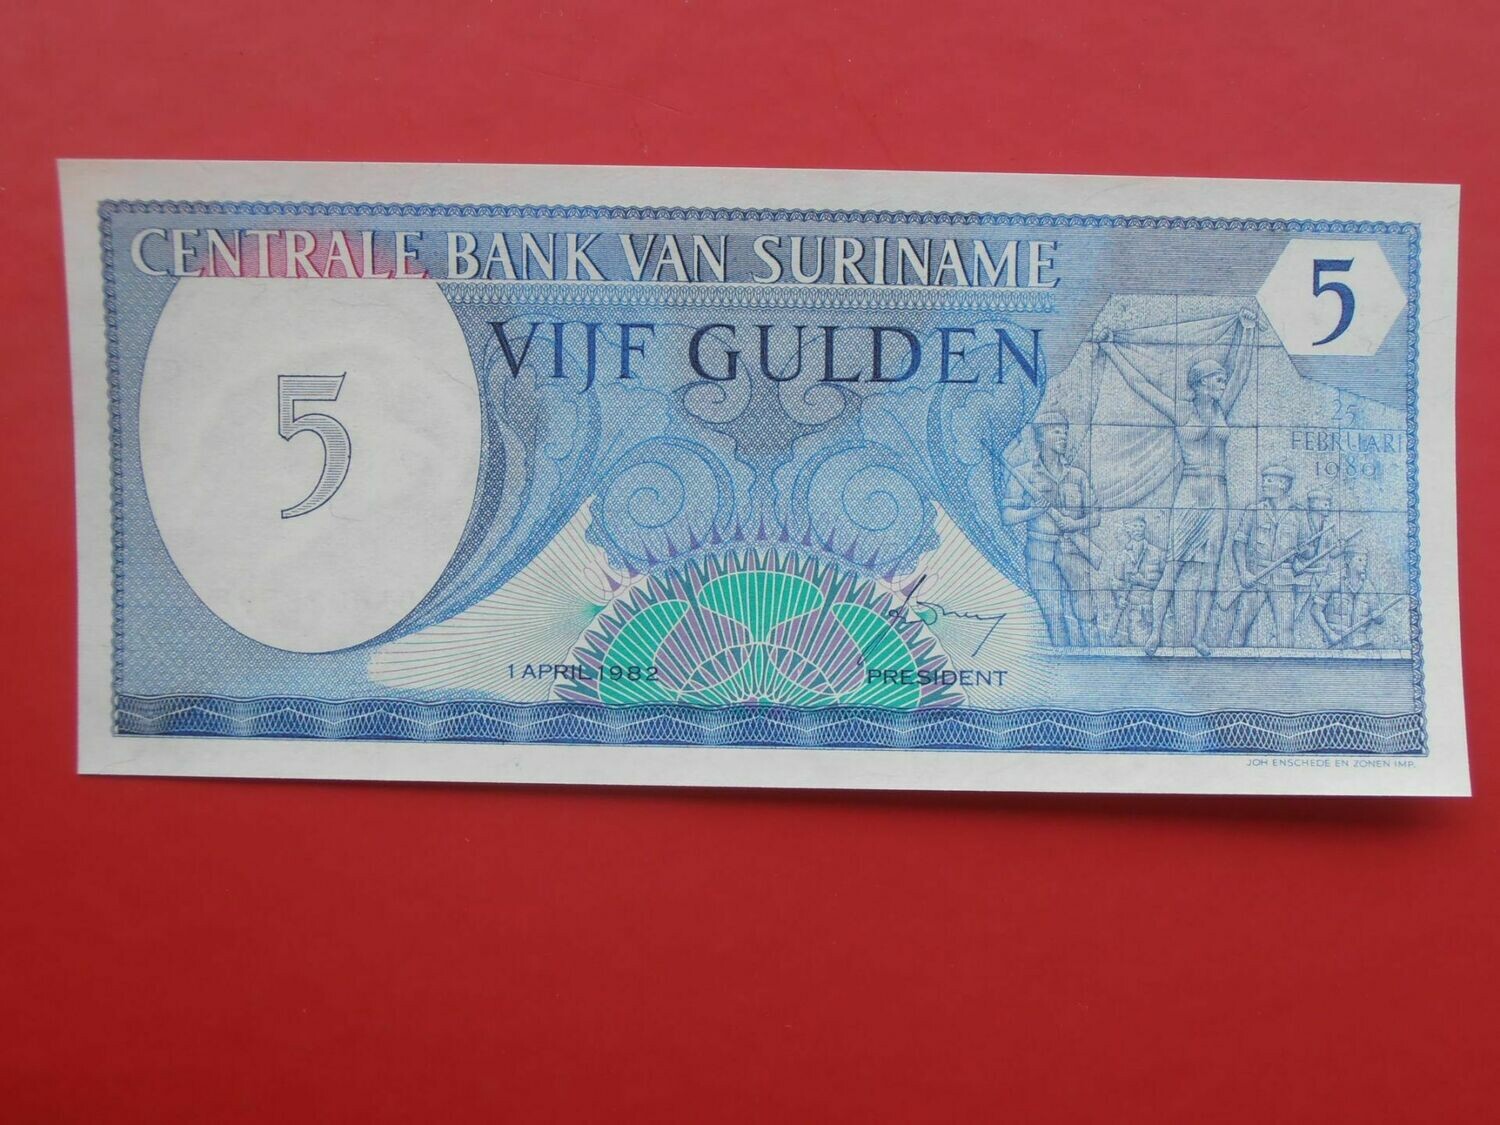 CENTRALE BANK VAN SURINAME
5
VIJF GULDEN
5
25
FEBRUARI
1980
1 APRIL 1982
PRESIDENT
JOH ENSCHEDE EN ZONEN IMP.